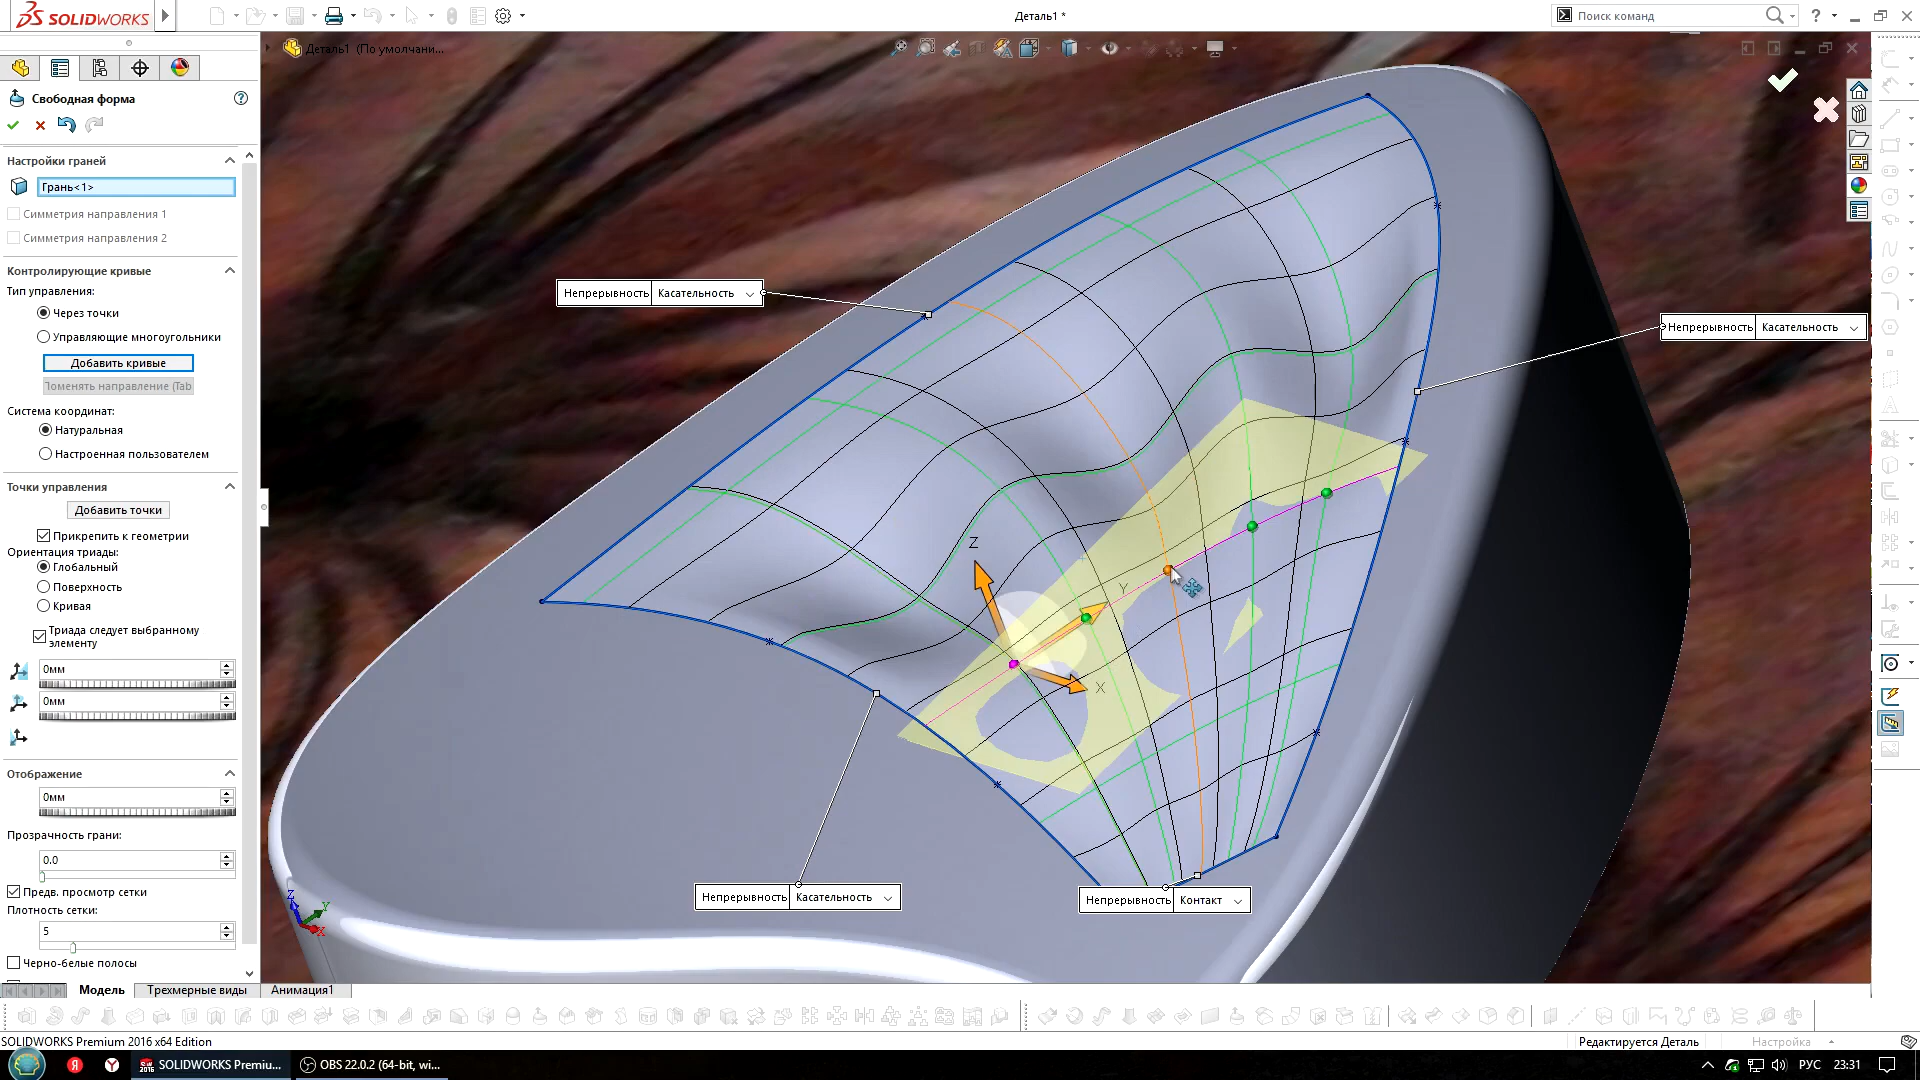 SOLIDWORKS
Деталь1 *
Поиск команд
Деталь1 (По умолчани...
Свободная форма
Настройки граней
Грань<1>
Симметрия направления 1
Симметрия направления 2
Контролирующие кривые
Тип управления:
Через точки
Управляющие многоугольники
Добавить кривые
Поменять направление (Tab
Система координат:
Натуральная
Настроенная пользователем
Точки управления
Добавить точки
Прикрепить к геометрии
Ориентация триады:
Глобальный
Поверхность
Кривая
Триада следует выбранному
элементу
0мм
0мм
Отображение
0мм
Прозрачность грани:
0.0
Предв. просмотр сетки
Плотность сетки:
5
Черно-белые полосы
Непрерывность Касательность
Непрерывность Касательность
Z
Y
X
Непрерывность Касательность
Непрерывность Контакт
Z
Y
X
Модель
Трехмерные виды
Анимация1
SOLIDWORKS Premium 2016 x64 Edition
Редактируется Деталь
Настройка
SOLIDWORKS Premiu...
OBS 22.0.2 (64-bit, wi...
РУС
23:31